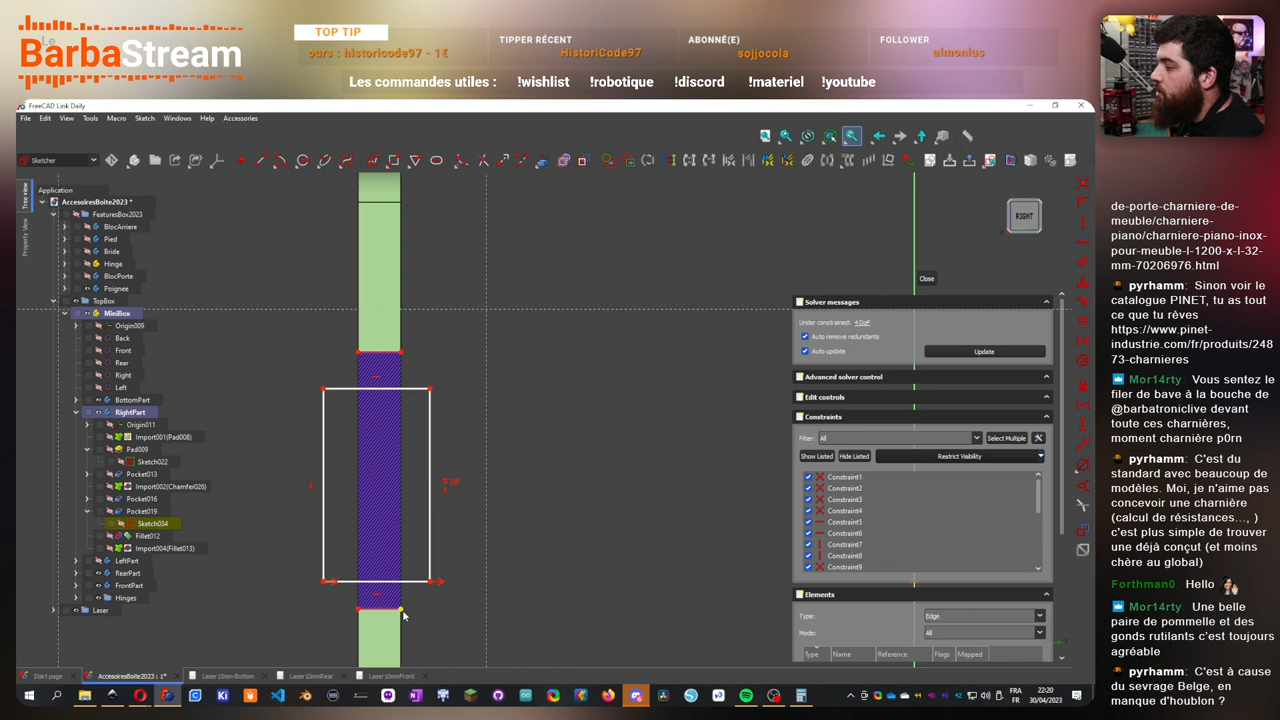 Le
BarbaStream
TOP TIP
ours : historicode97 - 1€
TIPPER RÉCENT
HistoriCode97
ABONNÉ(E)
sojjocola
FOLLOWER
almonius
Les commandes utiles : !wishlist !robotique !discord !materiel !youtube
FreeCAD Link Daily
File Edit View Tools Macro Sketch Windows Help Accessories
Sketcher
Tree view
Property View
Application
AccesoiresBoite2023 *
FeaturesBox2023
BlocArriere
Pied
Bride
Hinge
BlocPorte
Poignee
TopBox
MiniBox
Origin009
Back
Front
Rear
Right
Left
BottomPart
RightPart
Origin011
Import001(Pad008)
Pad009
Sketch022
Pocket013
Import002(Chamfer026)
Pocket016
Pocket019
Sketch034
Fillet012
Import004(Fillet013)
LeftPart
RearPart
FrontPart
Hinges
Laser
RIGHT
Close
Solver messages
Under constrained: 4 DoF
Auto remove redundants
Auto update
Update
Advanced solver control
Edit controls
Constraints
Filter: All
Select Multiple
Show Listed
Hide Listed
Restrict Visibility
Constraint1
Constraint2
Constraint3
Constraint4
Constraint5
Constraint6
Constraint7
Constraint8
Constraint9
Elements
Type: Edge
Mode: All
Type Name Reference Flags Mapped
Start page
AccesoiresBoite2023 : 1*
Laser10mm-Bottom
Laser10mmRear
Laser10mmFront
FRA
FR
22:20
30/04/2023
de-porte-charniere-de-
meuble/charniere-
piano/charniere-piano-inox-
pour-meuble-l-1200-x-l-32-
mm-70206976.html
pyrhamm: Sinon voir le
catalogue PINET, tu as tout
ce que tu rêves
https://www.pinet-
industrie.com/fr/produits/248
73-charnieres
Mor14rty: Vous sentez le
filer de bave à la bouche de
@barbatroniclive devant
toute ces charnières,
moment charnière p0rn
pyrhamm: C'est du
standard avec beaucoup de
modèles. Moi, je n'aime pas
concevoir une charnière
(calcul de résistances..., )
c'est plus simple de trouver
une déjà conçut (et moins
chère au global)
Forthman0: Hello
Mor14rty: Une belle
paire de pommelle et des
gonds rutilants c'est toujours
agréable
pyrhamm: C'est à cause
du sevrage Belge, en
manque d'houblon ?